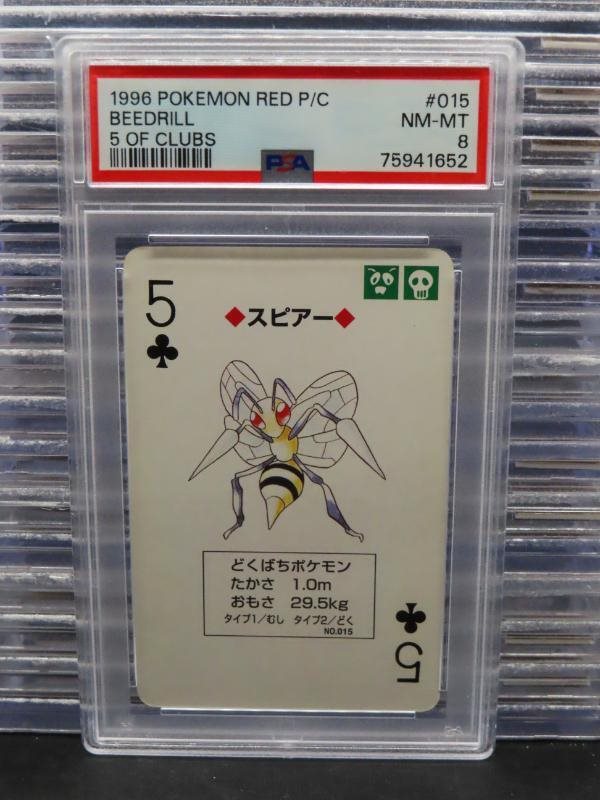 1996 POKEMON RED P/C #015
BEEDRILL NM-MT
5 OF CLUBS 8
PSA 75941652
5
◆スピアー◆
どくばちポケモン
たかさ 1.0m
おもさ 29.5kg
タイプ1/むし タイプ2/どく
NO.015
5